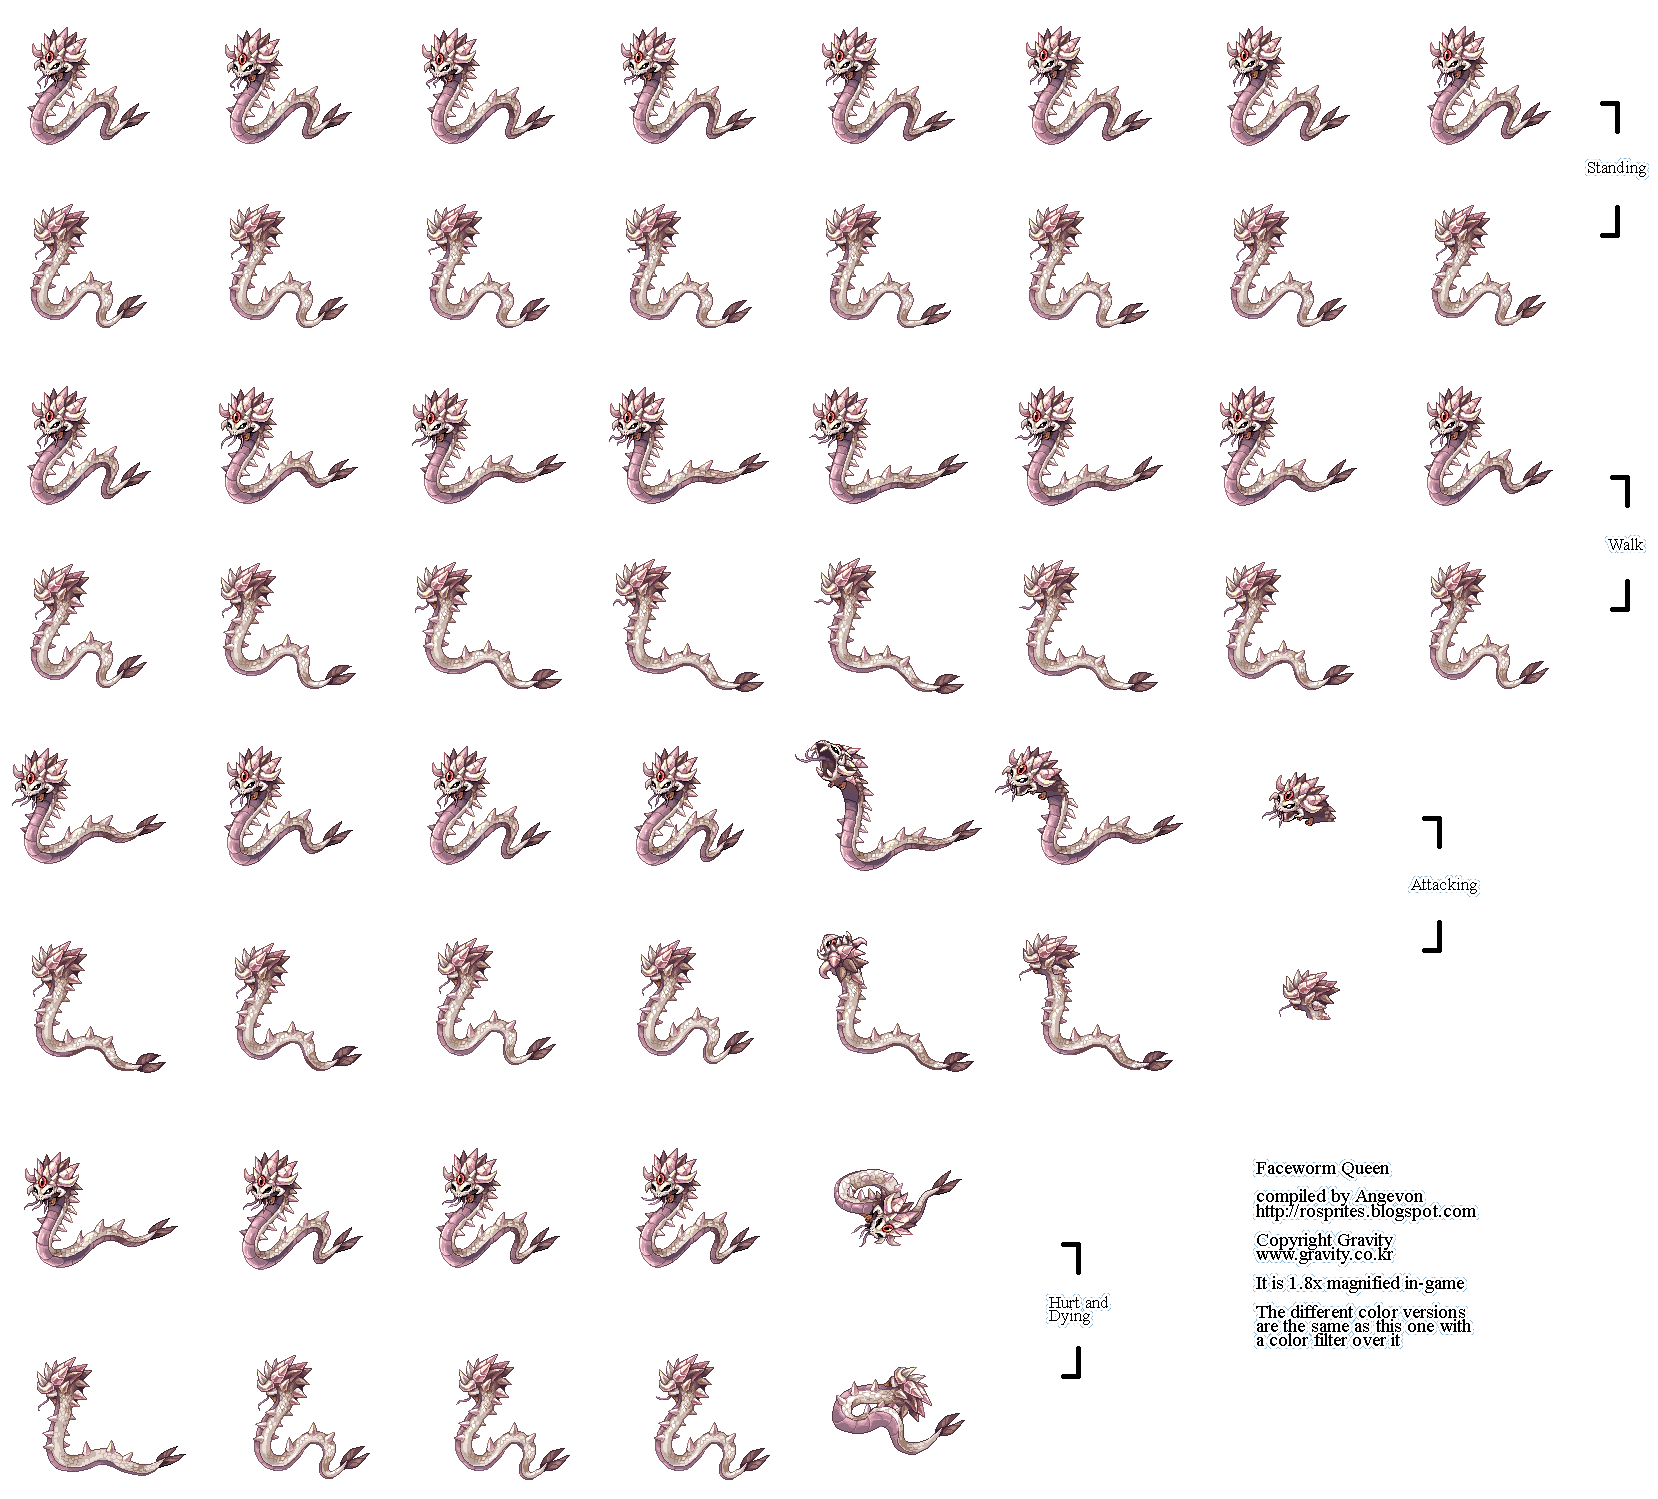 Standing
Walk
Attacking
Hurt and
Dying
Faceworm Queen
compiled by Angevon
http://rosprites.blogspot.com
Copyright Gravity
www.gravity.co.kr
It is 1.8x magnified in-game
The different color versions
are the same as this one with
a color filter over it